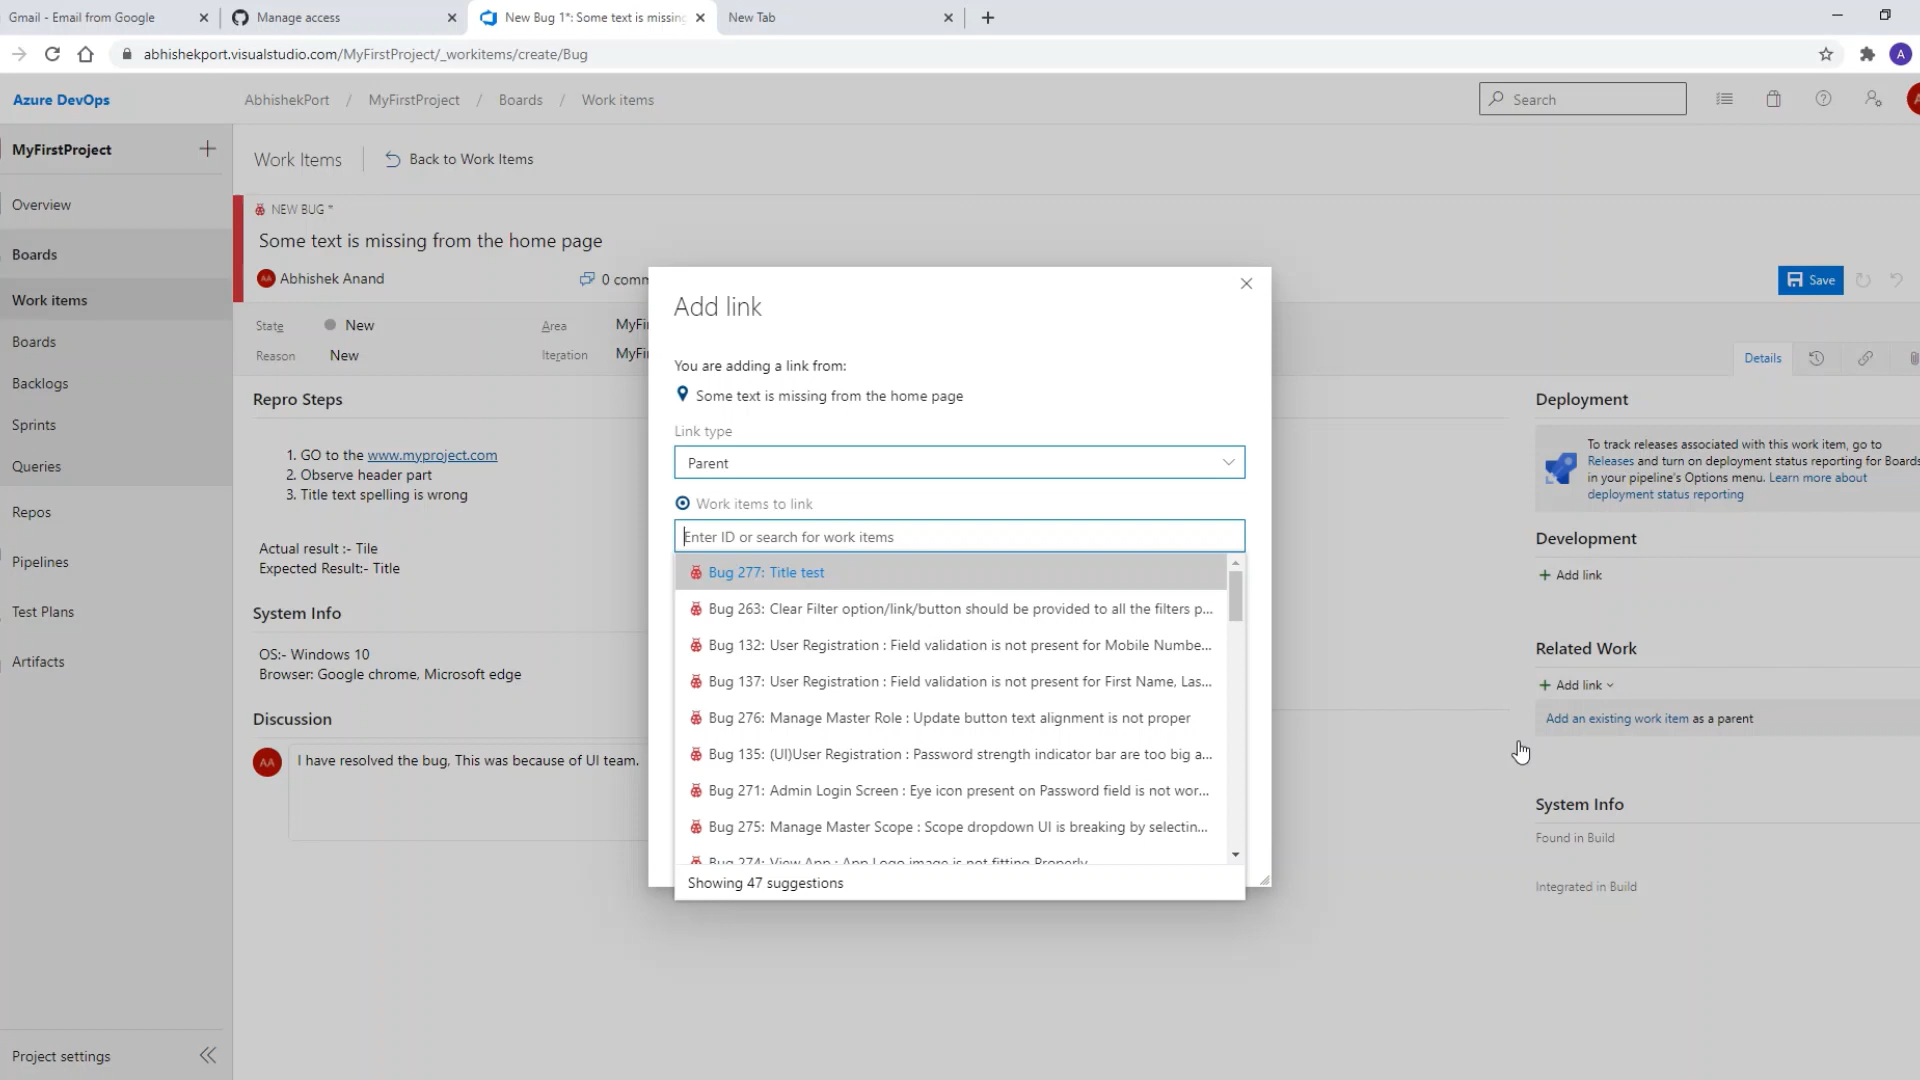 Gmail - Email from Google
Manage access
New Bug 1*: Some text is missing
New Tab
abhishekport.visualstudio.com/MyFirstProject/_workitems/create/Bug
A
Azure DevOps
AbhishekPort / MyFirstProject / Boards / Work items
Search
MyFirstProject
Overview
Boards
Work items
Boards
Backlogs
Sprints
Queries
Repos
Pipelines
Test Plans
Artifacts
Project settings
Work Items
Back to Work Items
NEW BUG *
Some text is missing from the home page
AA Abhishek Anand
0 comm
Save
State New
Area MyFi
Reason New
Iteration MyFi
Details
Repro Steps
1. GO to the www.myproject.com
2. Observe header part
3. Title text spelling is wrong
Actual result :- Tile
Expected Result:- Title
System Info
OS:- Windows 10
Browser: Google chrome, Microsoft edge
Discussion
AA
I have resolved the bug, This was because of UI team.
Add link
You are adding a link from:
Some text is missing from the home page
Link type
Parent
Work items to link
Enter ID or search for work items
Bug 277: Title test
Bug 263: Clear Filter option/link/button should be provided to all the filters p...
Bug 132: User Registration : Field validation is not present for Mobile Numbe...
Bug 137: User Registration : Field validation is not present for First Name, Las...
Bug 276: Manage Master Role : Update button text alignment is not proper
Bug 135: (UI)User Registration : Password strength indicator bar are too big a...
Bug 271: Admin Login Screen : Eye icon present on Password field is not wor...
Bug 275: Manage Master Scope : Scope dropdown UI is breaking by selectin...
Bug 274: View App : App Logo image is not fitting Properly
Showing 47 suggestions
Deployment
To track releases associated with this work item, go to
Releases and turn on deployment status reporting for Boards
in your pipeline's Options menu. Learn more about
deployment status reporting
Development
Add link
Related Work
Add link
Add an existing work item as a parent
System Info
Found in Build
Integrated in Build